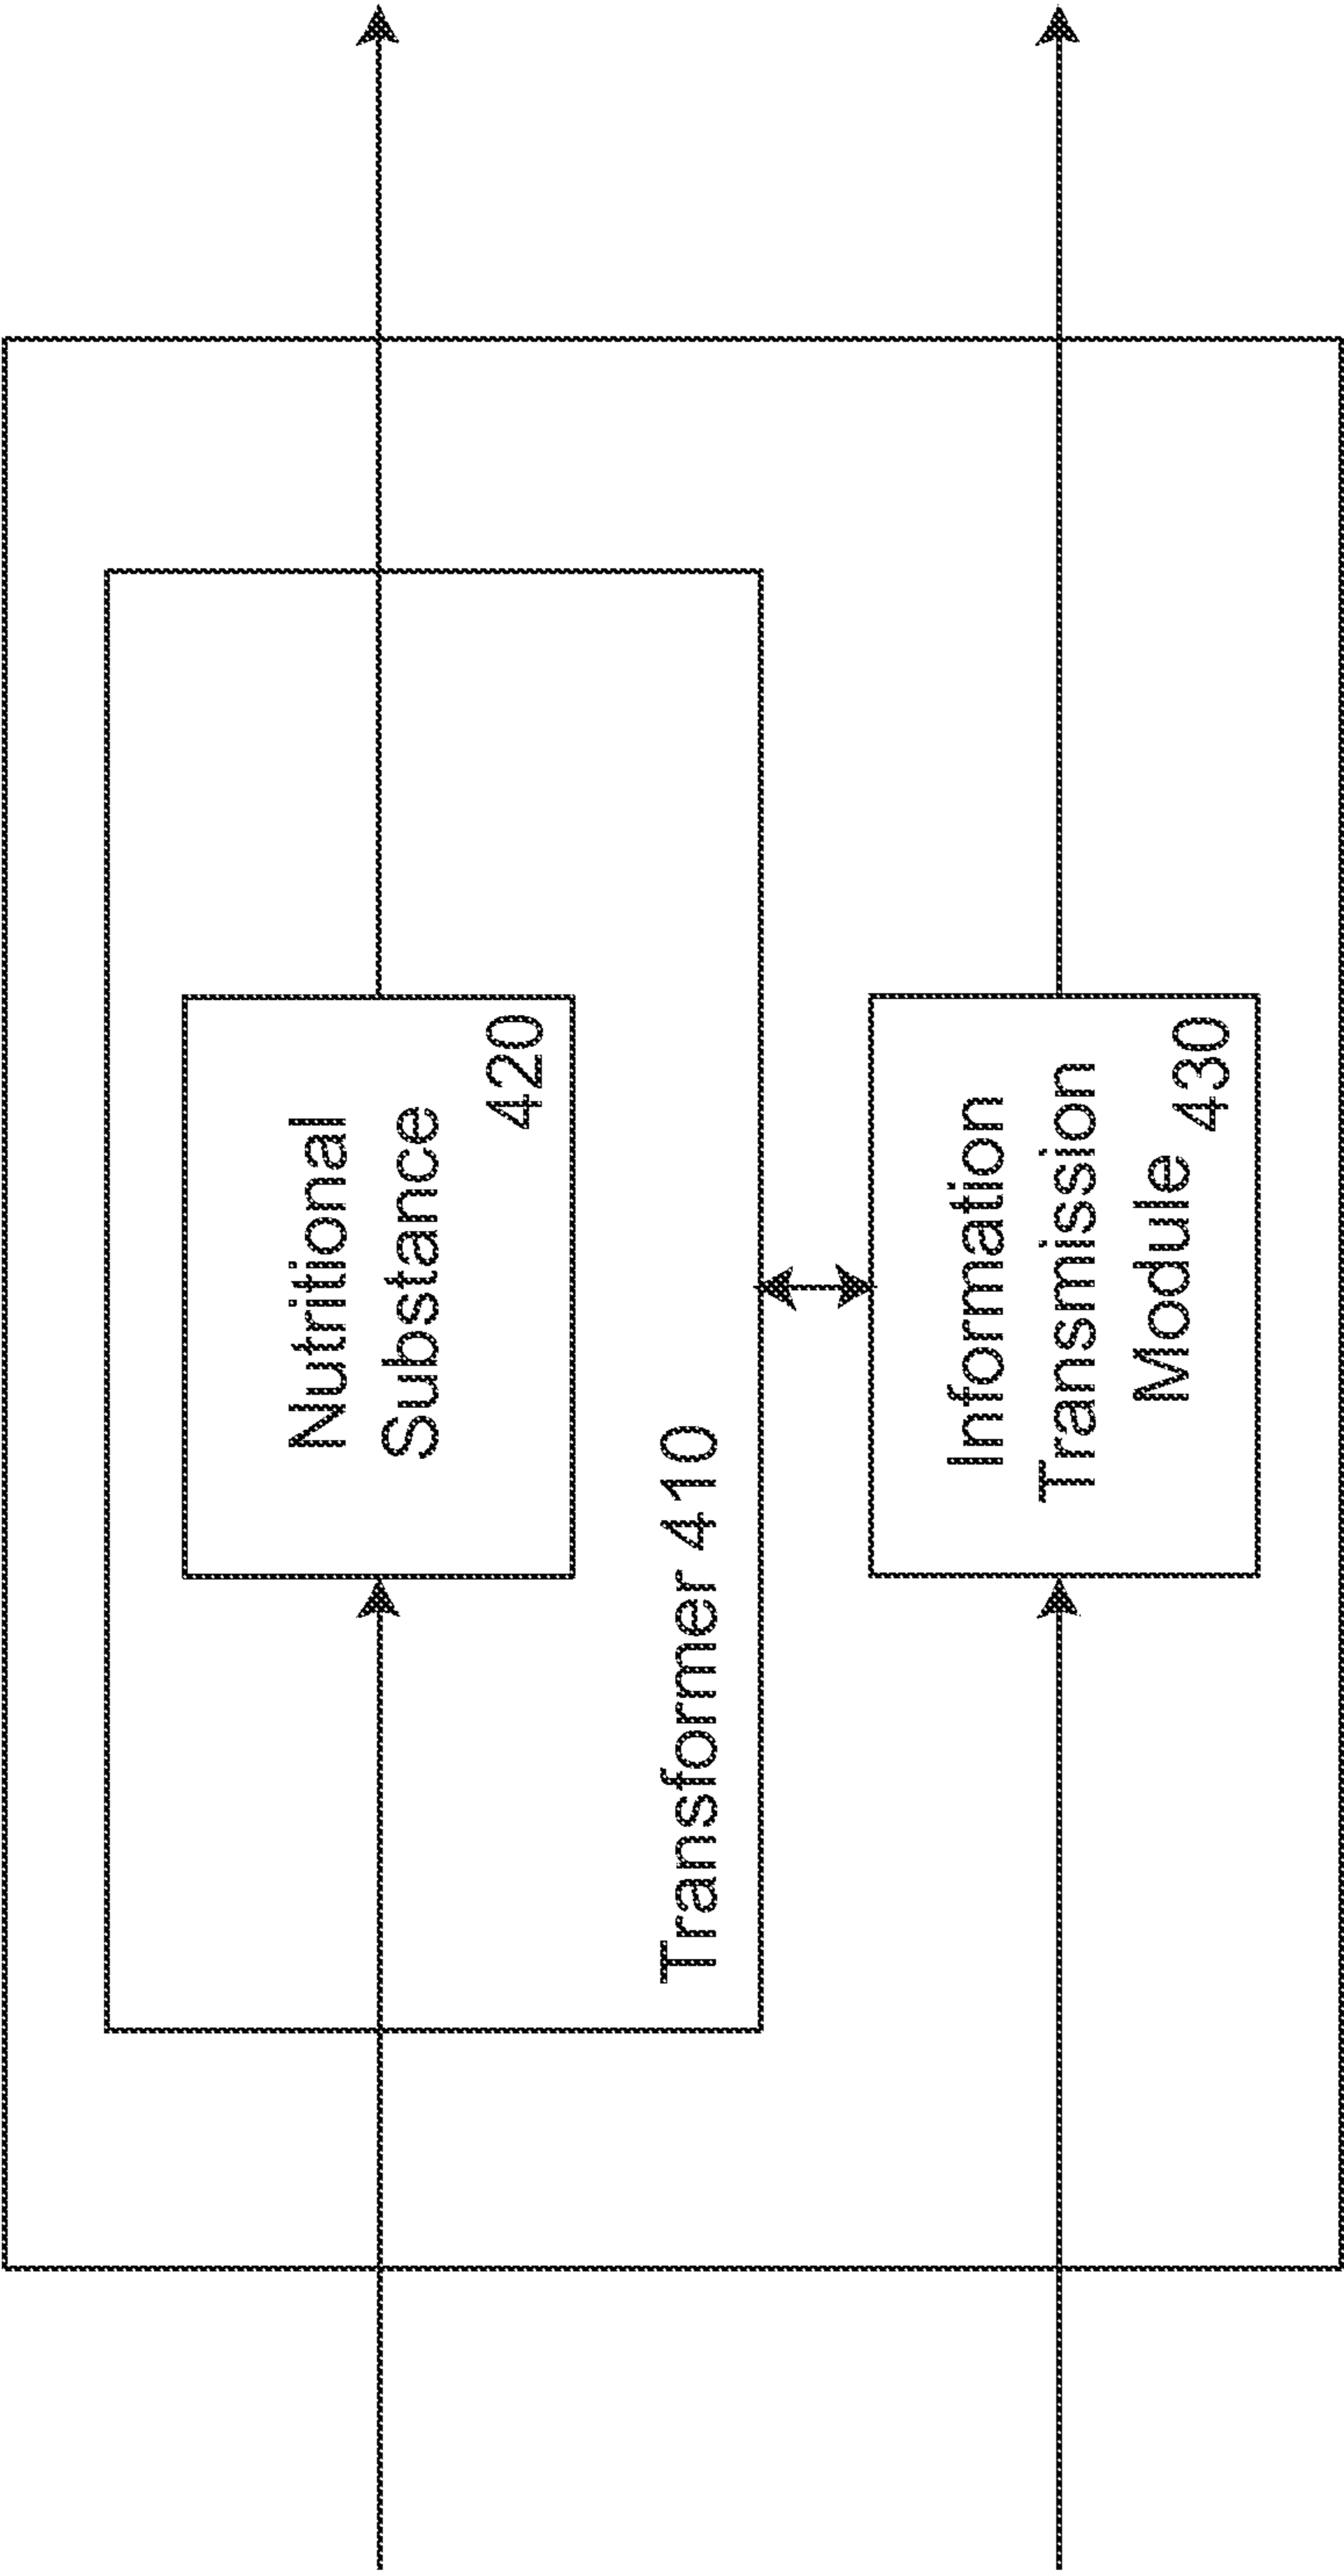 Nutritional
Substance
420
Transformer 410
Information
Transmission
Module 430